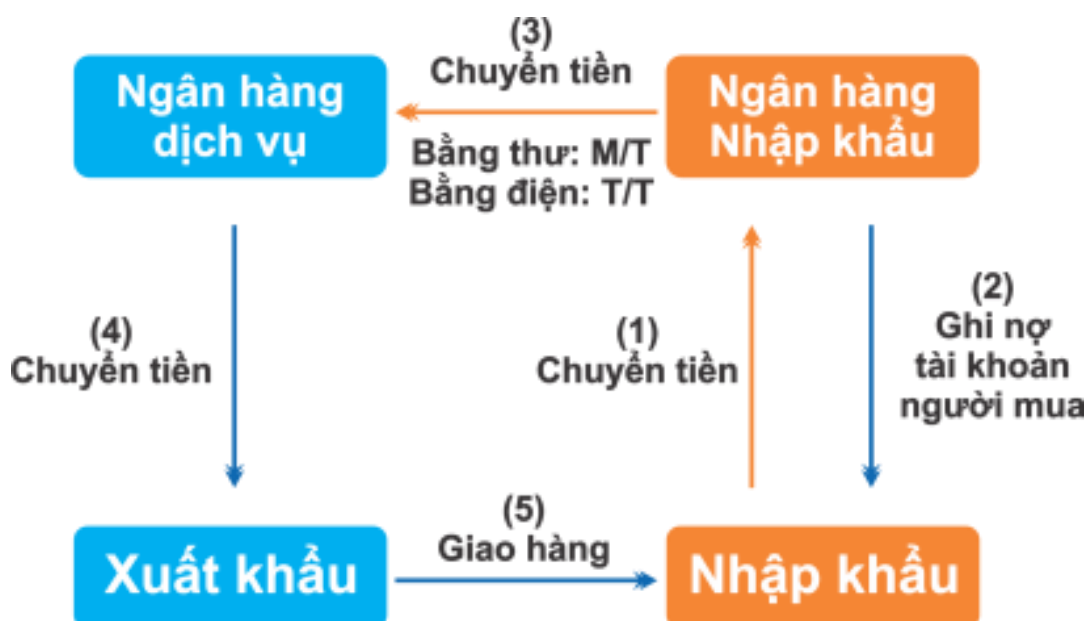 (3)
Chuyển tiền
Ngân hàng
dịch vụ
Ngân hàng
Nhập khẩu
Bằng thư: M/T
Bằng điện: T/T
(4)
Chuyển tiền
(1)
Chuyển tiền
(2)
Ghi nợ
tài khoản
người mua
(5)
Giao hàng
Xuất khẩu
Nhập khẩu